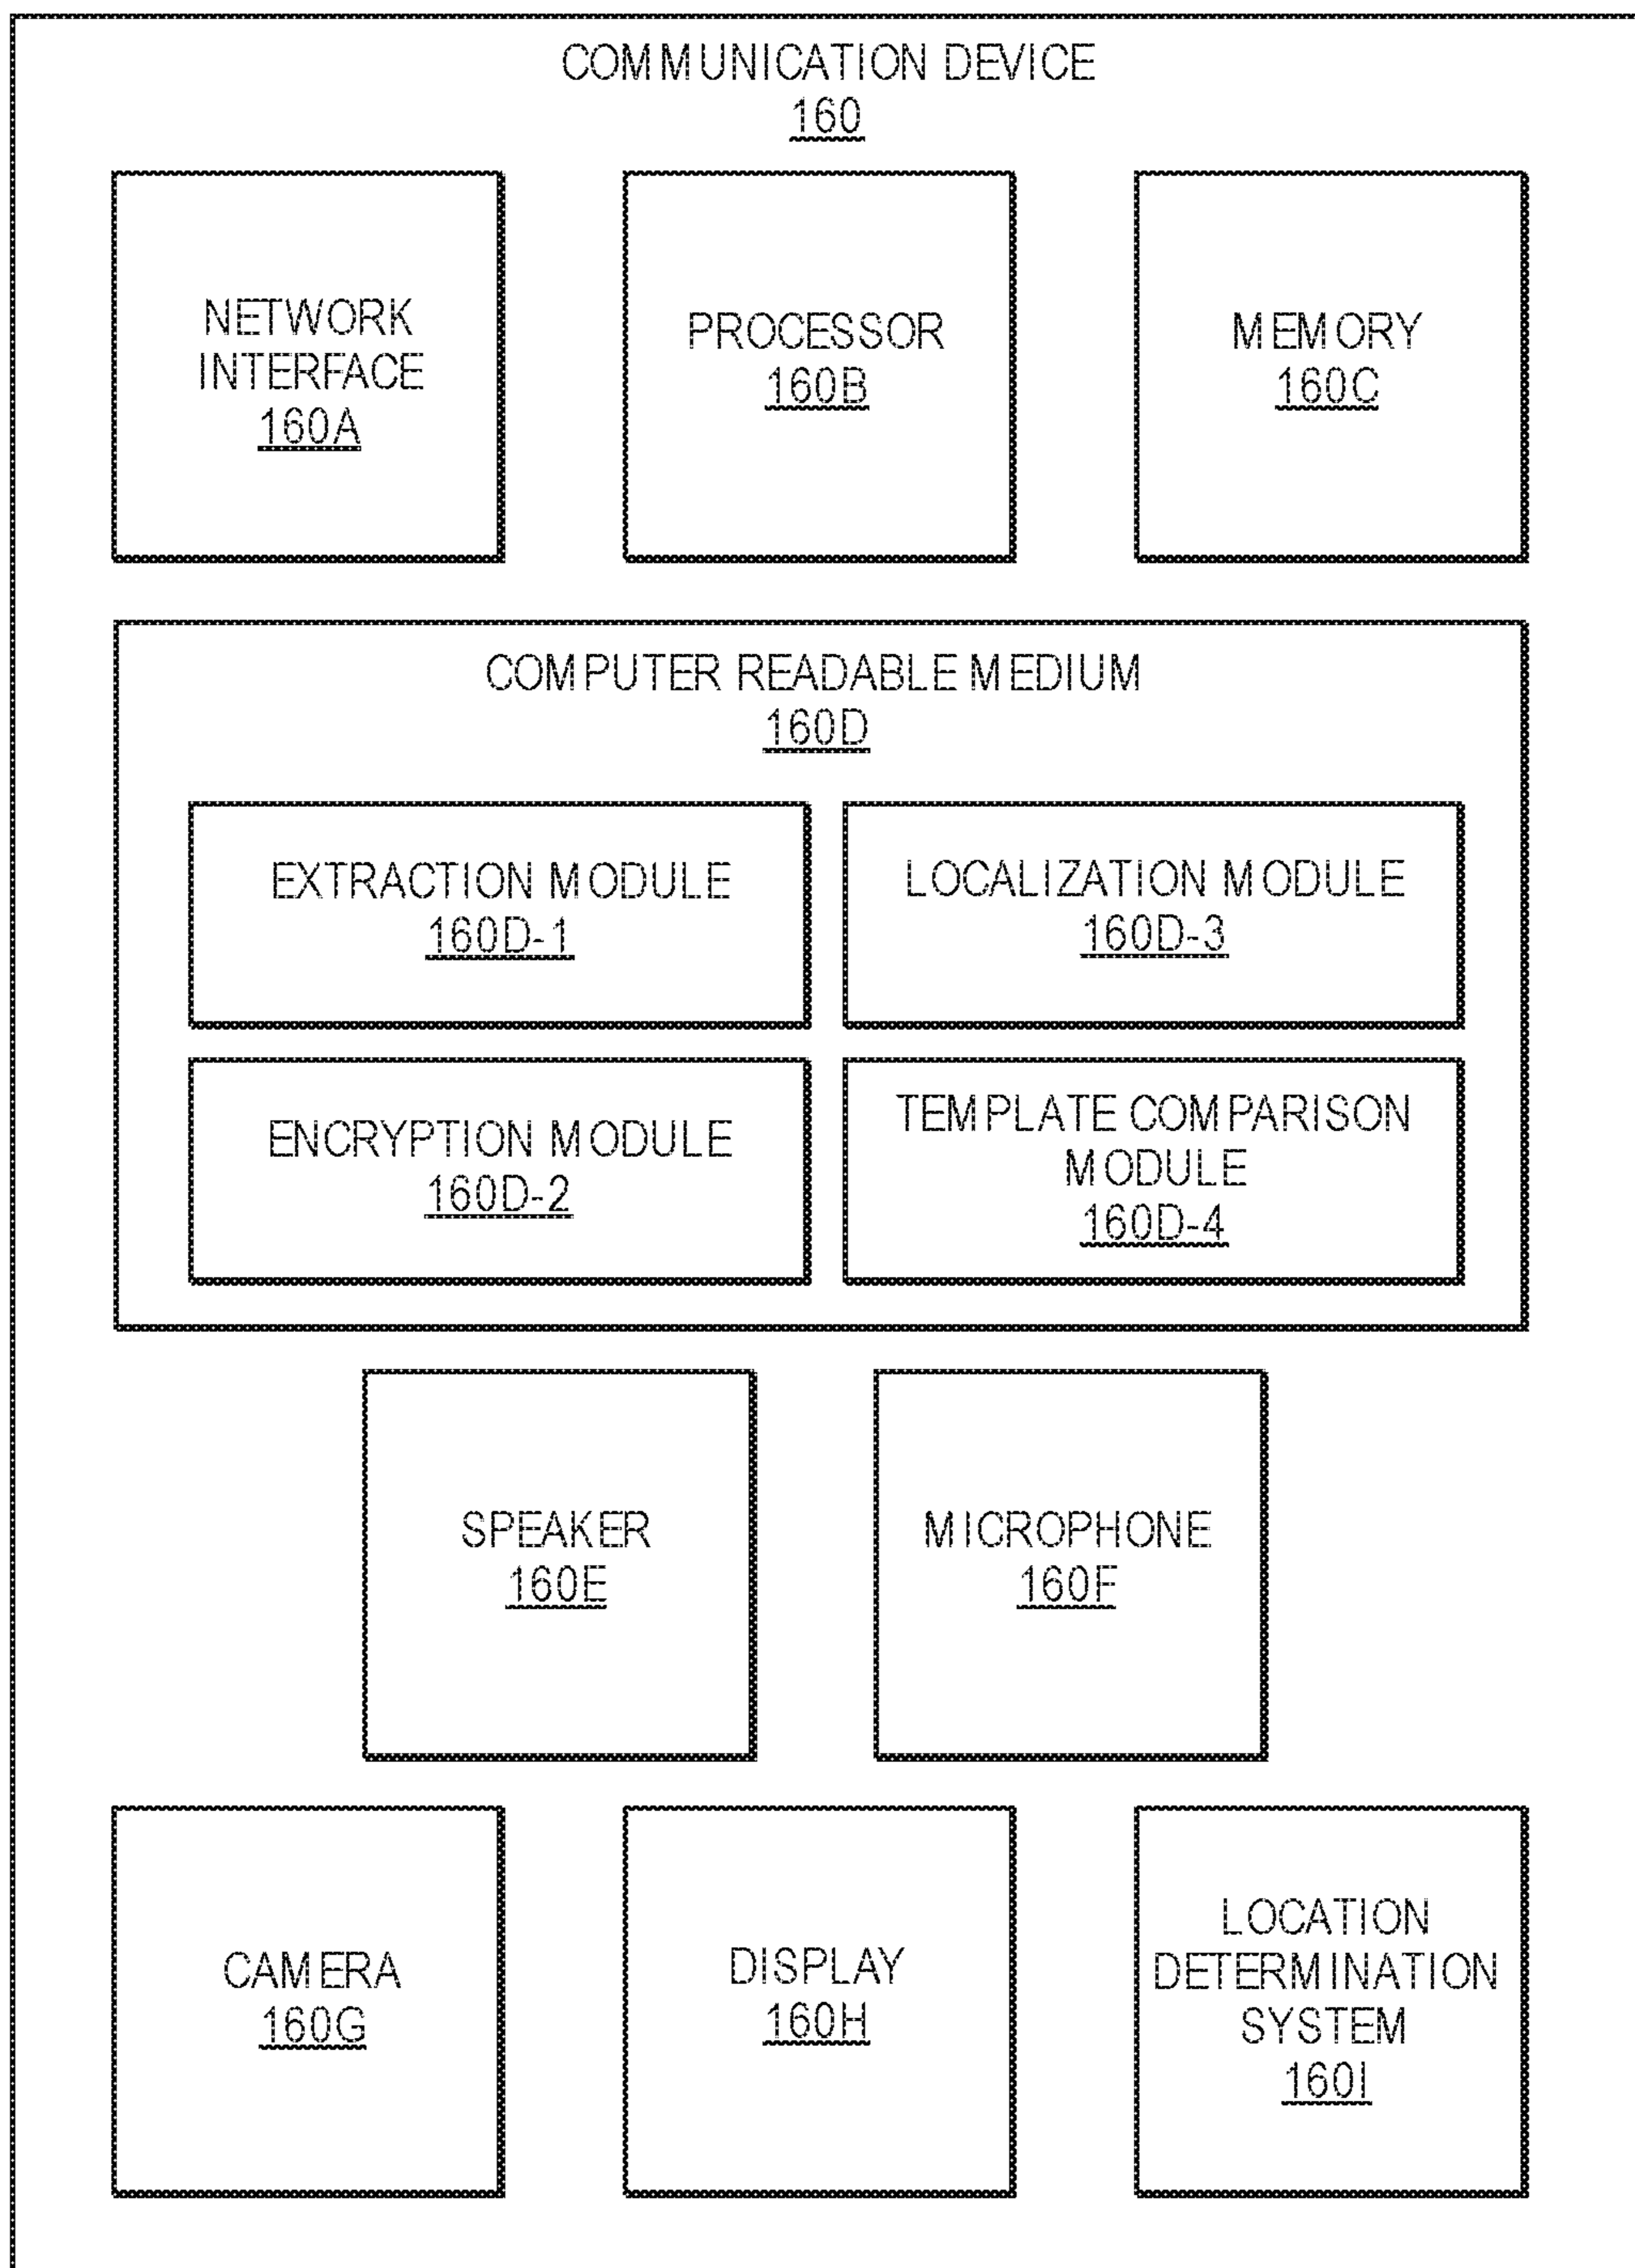 COMMUNICATION DEVICE
160
NETWORK
INTERFACE
160A
PROCESSOR
160B
MEMORY
160C
COMPUTER READABLE MEDIUM
160D
EXTRACTION MODULE
160D-1
LOCALIZATION MODULE
160D-3
ENCRYPTION MODULE
160D-2
TEMPLATE COMPARISON
MODULE
160D-4
SPEAKER
160E
MICROPHONE
160F
CAMERA
160G
DISPLAY
160H
LOCATION
DETERMINATION
SYSTEM
160I